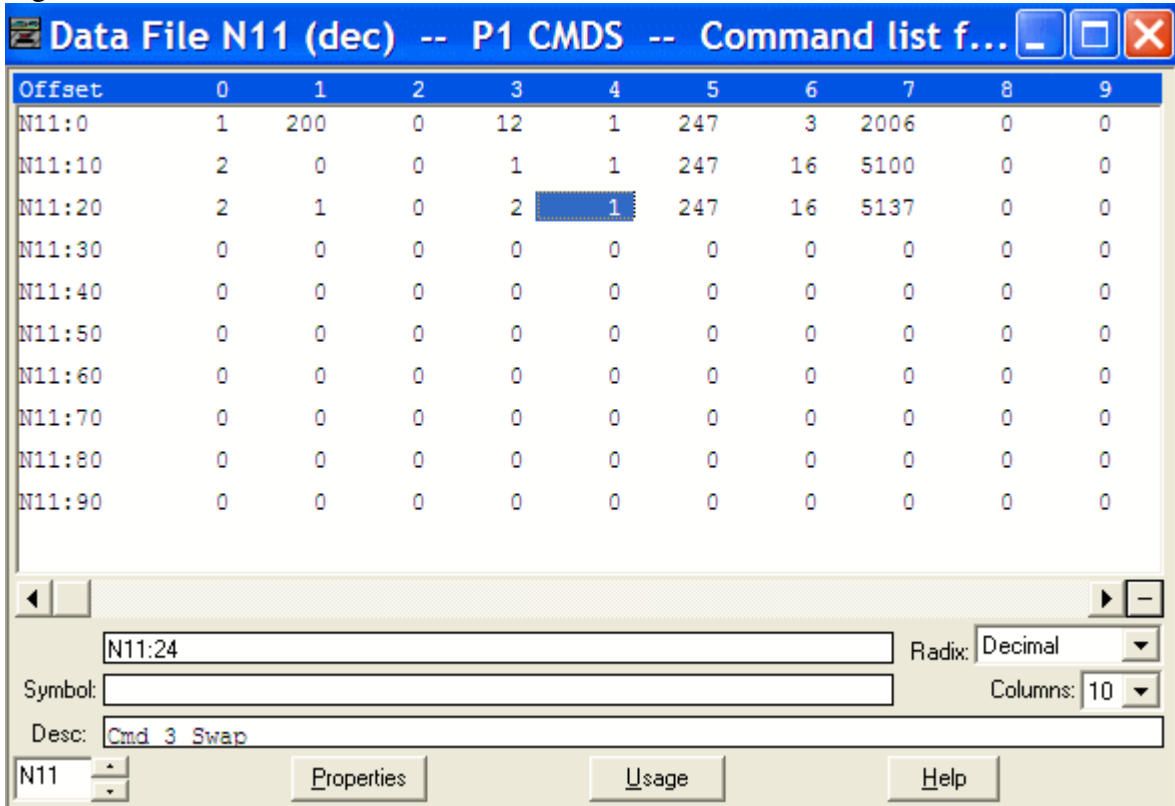 Data File N11 (dec) -- P1 CMDS -- Command list f...
Offset 0 1 2 3 4 5 6 7 8 9
N11:0 1 200 0 12 1 247 3 2006 0 0
N11:10 2 0 0 1 1 247 16 5100 0 0
N11:20 2 1 0 2 1 247 16 5137 0 0
N11:30 0 0 0 0 0 0 0 0 0 0
N11:40 0 0 0 0 0 0 0 0 0 0
N11:50 0 0 0 0 0 0 0 0 0 0
N11:60 0 0 0 0 0 0 0 0 0 0
N11:70 0 0 0 0 0 0 0 0 0 0
N11:80 0 0 0 0 0 0 0 0 0 0
N11:90 0 0 0 0 0 0 0 0 0 0
N11:24 Radix: Decimal
Symbol: Columns: 10
Desc: Cmd 3 Swap
N11 Properties Usage Help